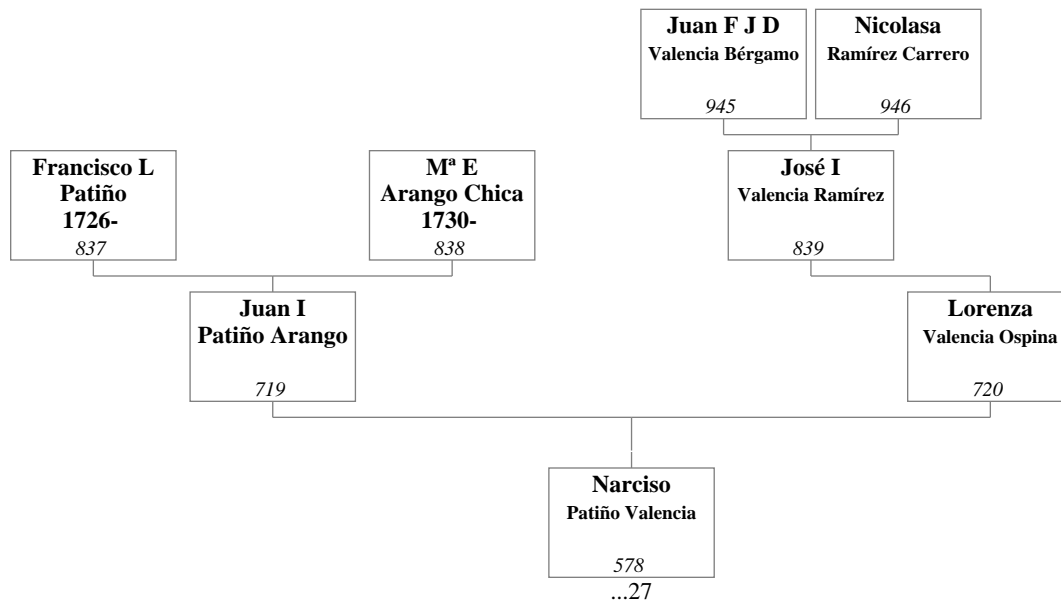 Juan F J D
Valencia Bérgamo
945
Nicolasa
Ramírez Carrero
946
Francisco L
Patiño
1726-
837
Mª E
Arango Chica
1730-
838
José I
Valencia Ramírez
839
Juan I
Patiño Arango
719
Lorenza
Valencia Ospina
720
Narciso
Patiño Valencia
578
...27